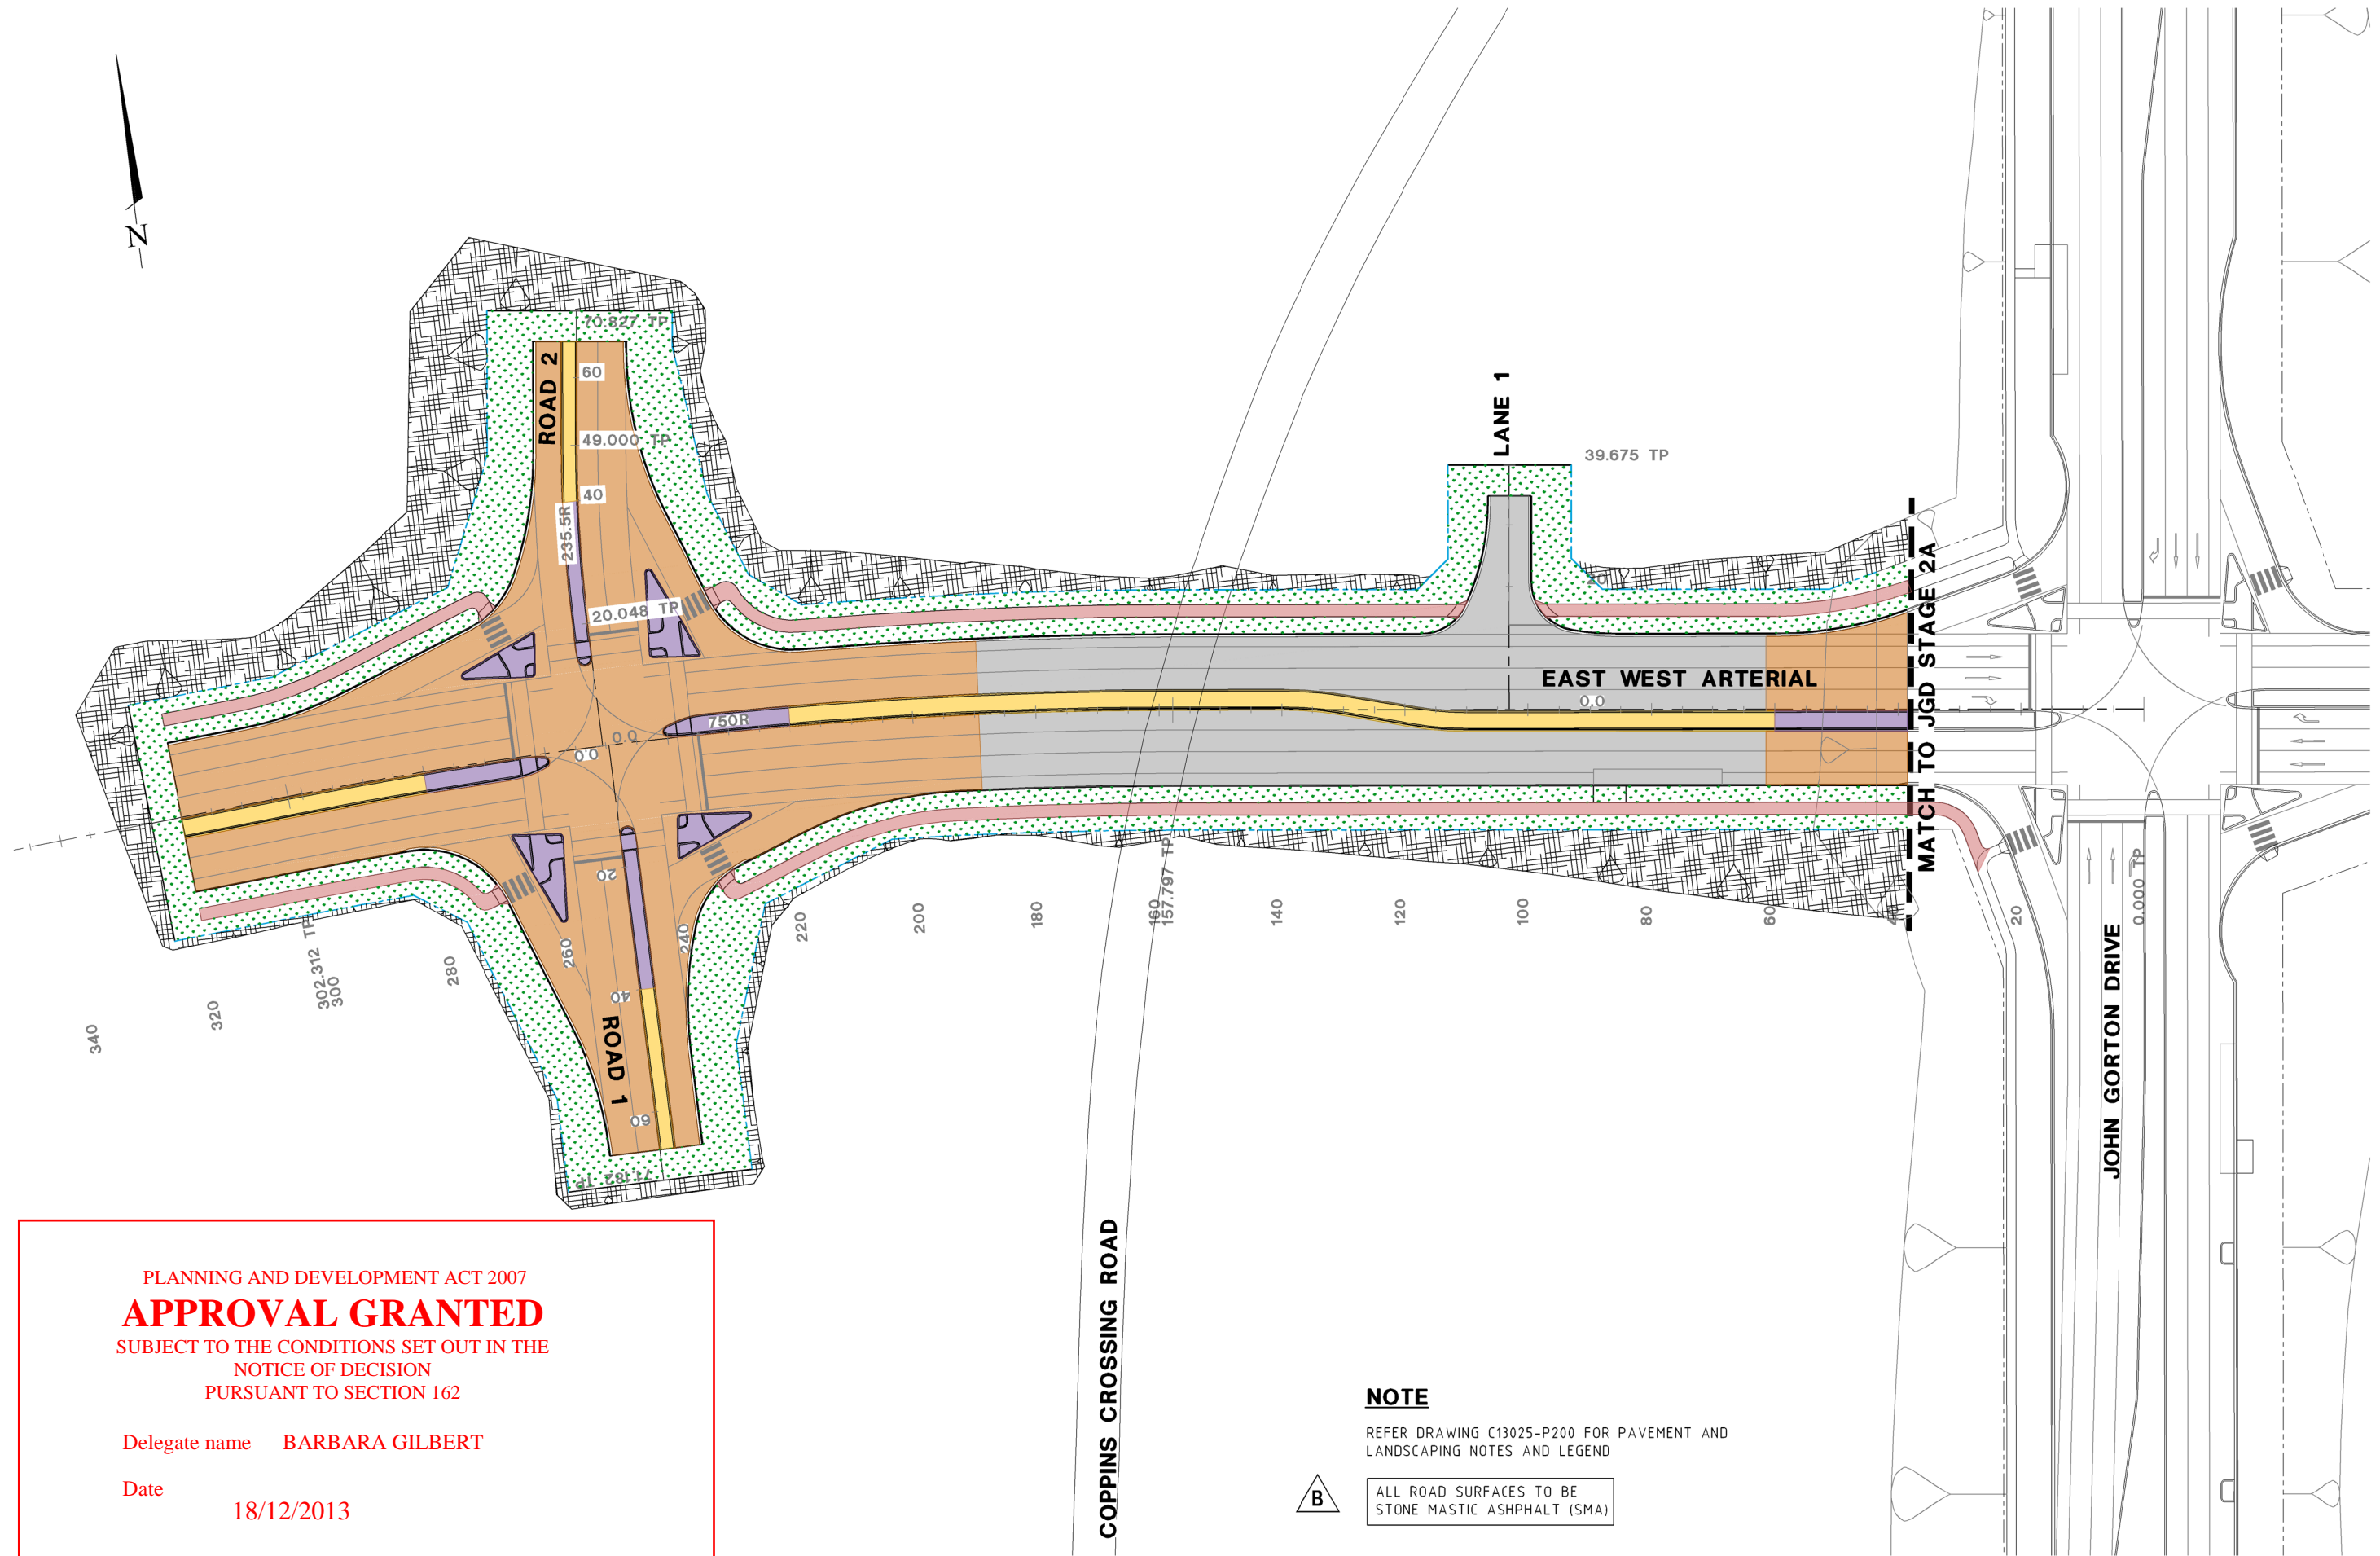 N
70.827 TP
ROAD 2
60
49.000 TP
40
235.5R
20.048 TP
LANE 1
39.675 TP
20
EAST WEST ARTERIAL
0.0
MATCH TO JGD STAGE 2A
750R
0.0
0.0
20
40
ROAD 1
60
71.182 TP
340
320
302.312 TP
300
280
260
240
220
200
180
160
157.797 TP
140
120
100
80
60
40
20
0.000 TP
JOHN GORTON DRIVE
COPPINS CROSSING ROAD
PLANNING AND DEVELOPMENT ACT 2007
APPROVAL GRANTED
SUBJECT TO THE CONDITIONS SET OUT IN THE
NOTICE OF DECISION
PURSUANT TO SECTION 162
Delegate name BARBARA GILBERT
Date
18/12/2013
NOTE
REFER DRAWING C13025-P200 FOR PAVEMENT AND
LANDSCAPING NOTES AND LEGEND
B
ALL ROAD SURFACES TO BE
STONE MASTIC ASHPHALT (SMA)